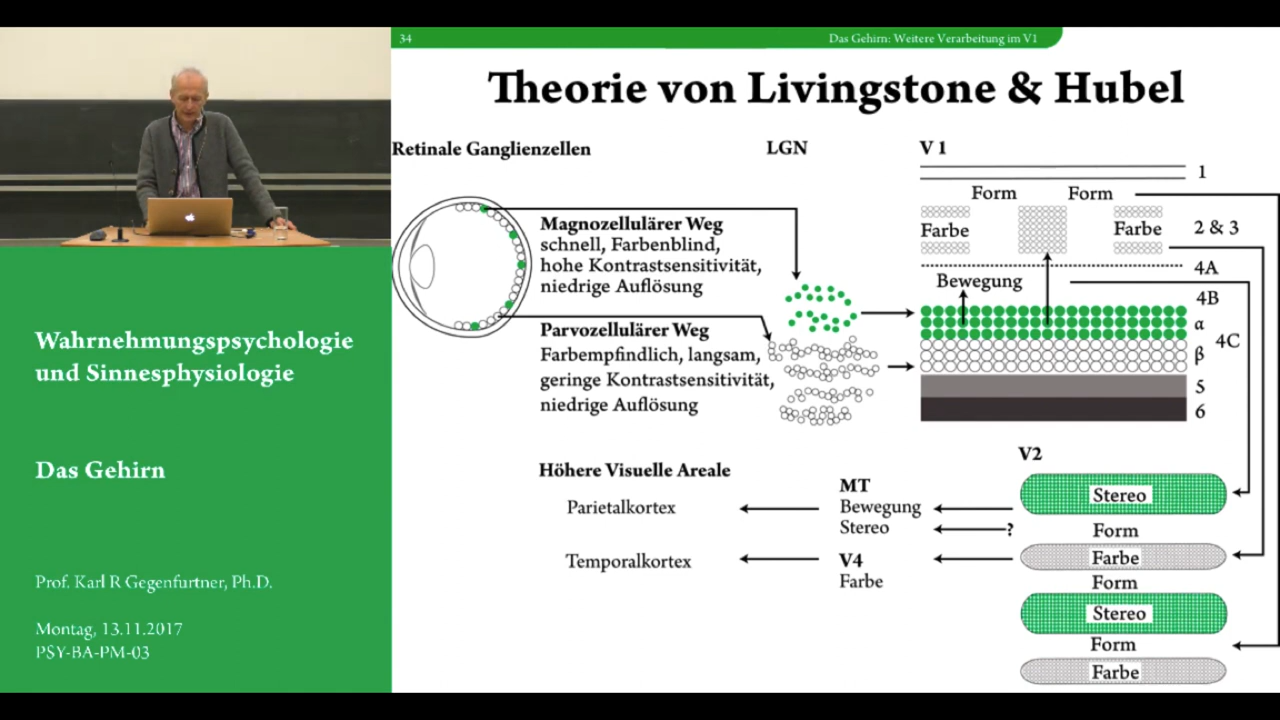 34
Das Gehirn: Weitere Verarbeitung im V1
Theorie von Livingstone & Hubel
Retinale Ganglienzellen
LGN
V 1
1
Form
Form
Farbe
Farbe
2 & 3
4A
Bewegung
4B
α
4C
β
5
6
Magnozellulärer Weg
schnell, Farbenblind,
hohe Kontrastsensitivität,
niedrige Auflösung
Parvozellulärer Weg
Farbempfindlich, langsam,
geringe Kontrastsensitivität,
niedrige Auflösung
Höhere Visuelle Areale
Parietalkortex
Temporalkortex
MT
Bewegung
Stereo
?
V4
Farbe
V2
Stereo
Form
Farbe
Form
Stereo
Form
Farbe
Wahrnehmungspsychologie
und Sinnesphysiologie
Das Gehirn
Prof. Karl R Gegenfurtner, Ph.D.
Montag, 13.11.2017
PSY-BA-PM-03